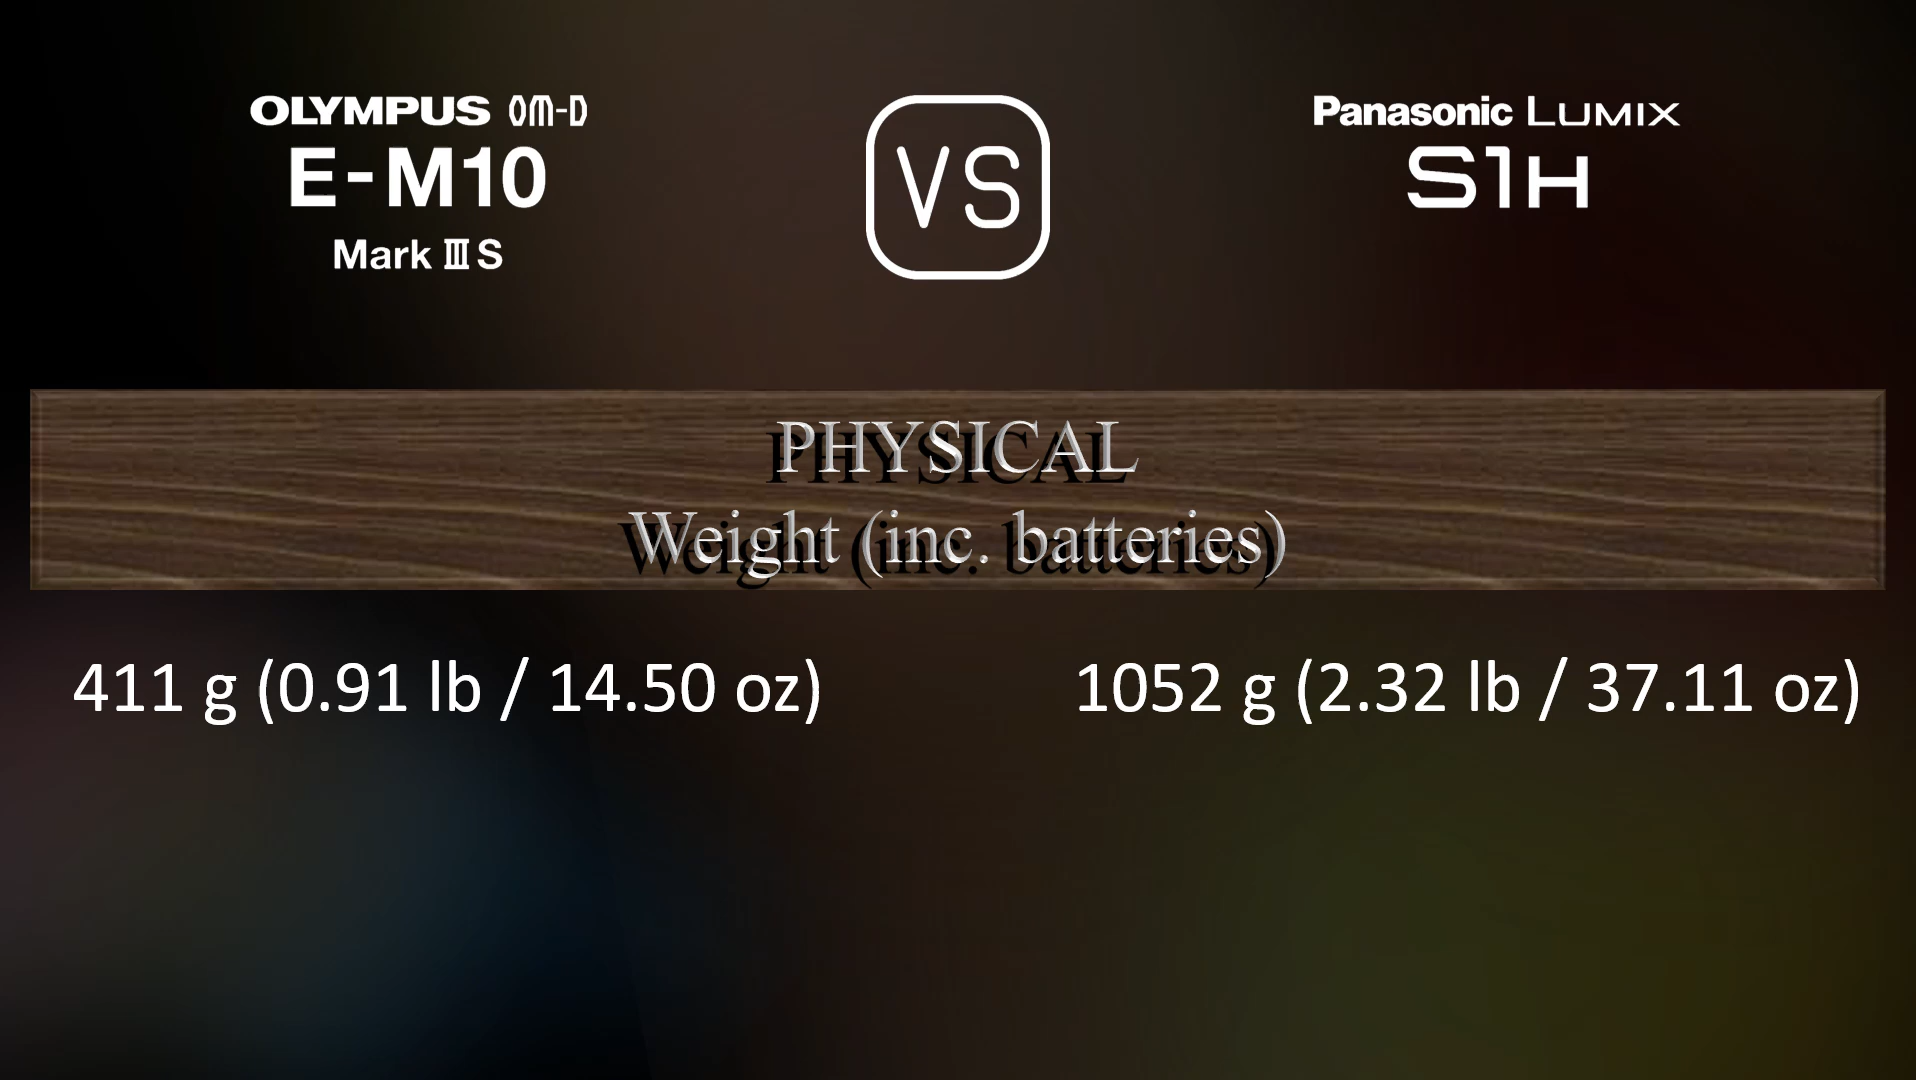 OLYMPUS OM-D
E-M10
Mark III S
VS
Panasonic LUMIX
S1H
PHYSICAL
Weight (inc. batteries)
411 g (0.91 lb / 14.50 oz)
1052 g (2.32 lb / 37.11 oz)